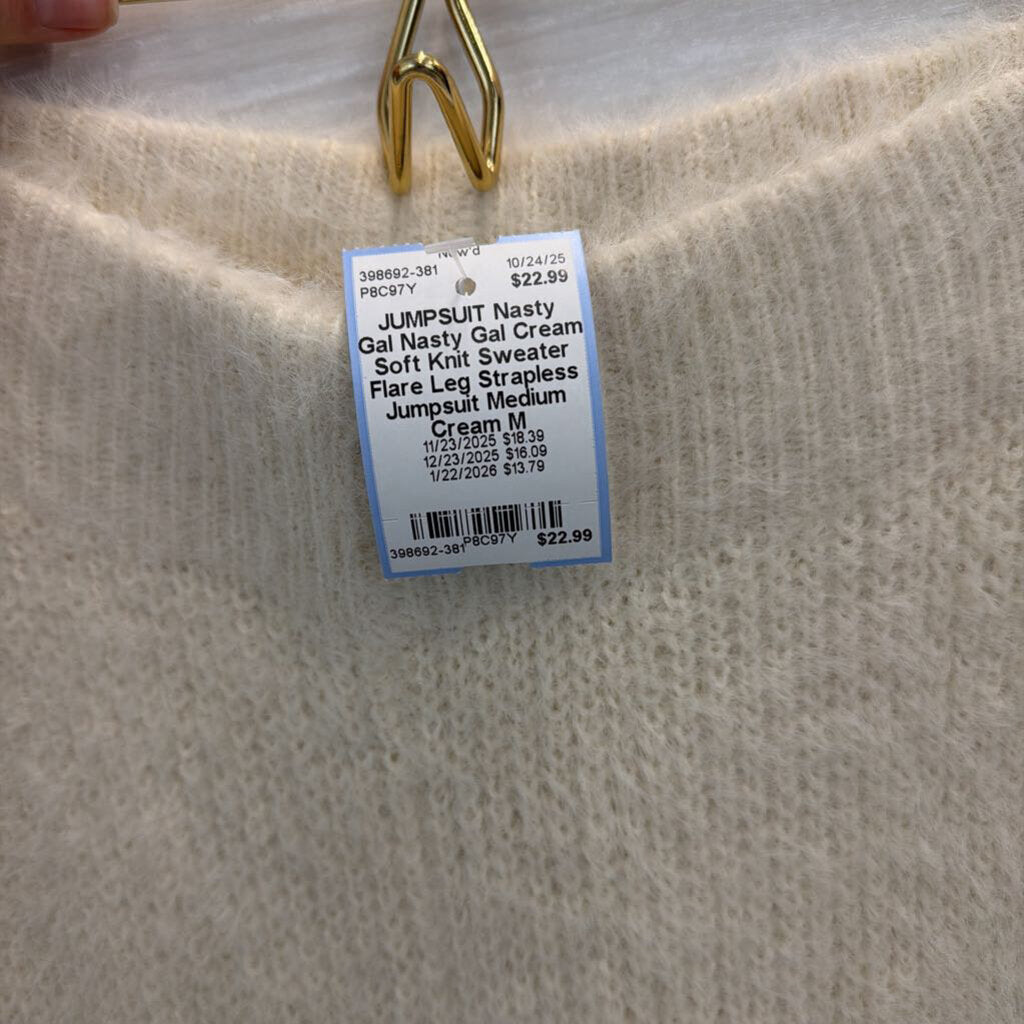 New'd
398692-381 10/24/25
P8C97Y $22.99
JUMPSUIT Nasty
Gal Nasty Gal Cream
Soft Knit Sweater
Flare Leg Strapless
Jumpsuit Medium
Cream M
11/23/2025 $18.39
12/23/2025 $16.09
1/22/2026 $13.79
398692-381 P8C97Y $22.99